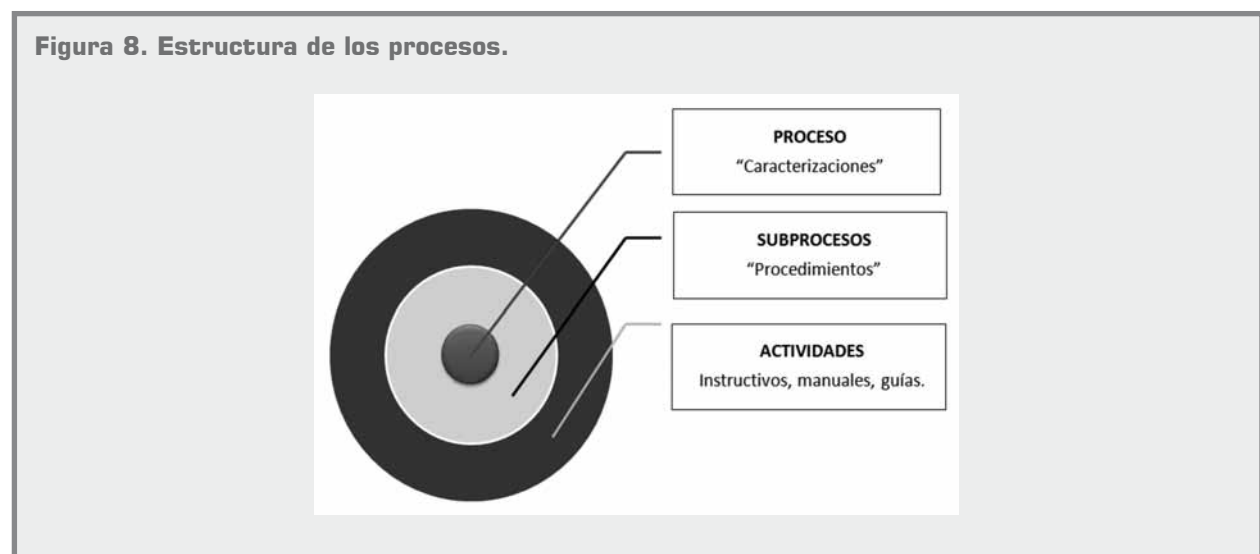 Figura 8. Estructura de los procesos.
PROCESO
“Caracterizaciones”
SUBPROCESOS
“Procedimientos”
ACTIVIDADES
Instructivos, manuales, guías.